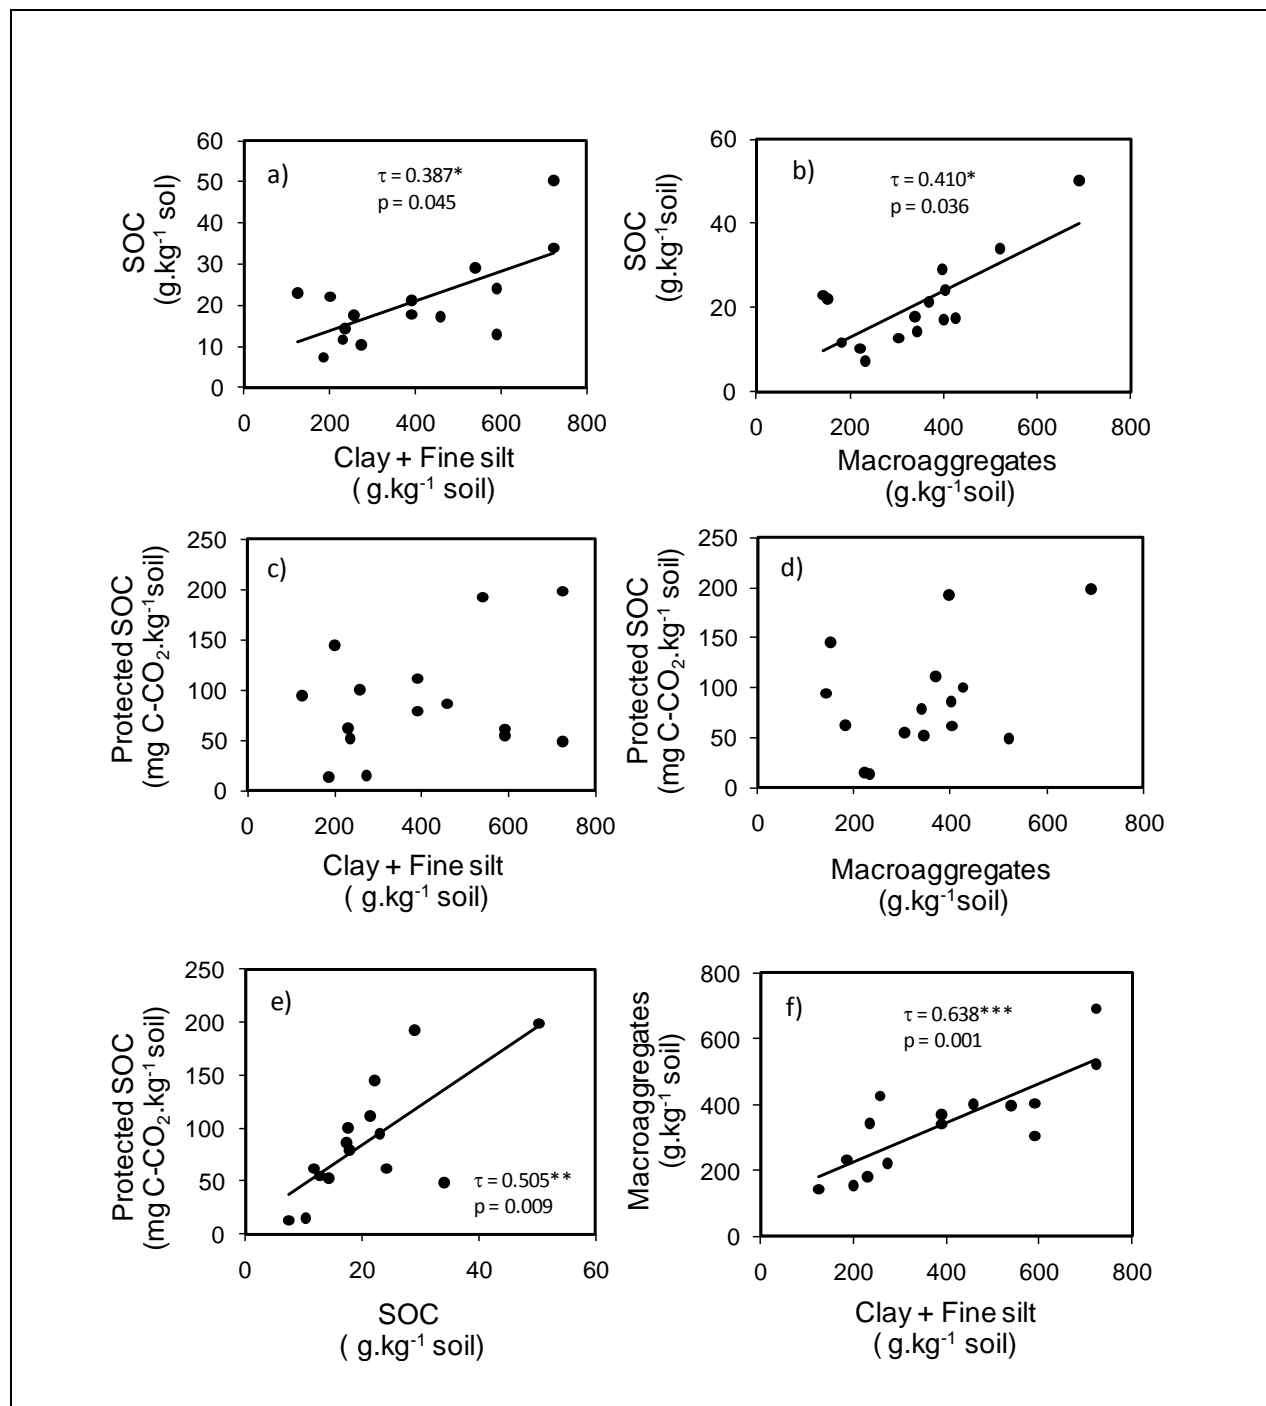 a)
τ = 0.387*
p = 0.045
60
50
40
30
20
10
0
SOC
(g.kg⁻¹ sol)
0 200 400 600 800
Clay + Fine silt
( g.kg⁻¹ soil)
b)
τ = 0.410*
p = 0.036
60
40
20
0
SOC
(g.kg⁻¹soil)
0 200 400 600 800
Macroaggregates
(g.kg⁻¹soil)
c)
250
200
150
100
50
0
Protected SOC
(mg C-CO₂.kg⁻¹soil)
0 200 400 600 800
Clay + Fine silt
( g.kg⁻¹ soil)
d)
250
200
150
100
50
0
Protected SOC
(mg C-CO₂.kg⁻¹ soil)
0 200 400 600 800
Macroaggregates
(g.kg⁻¹soil)
e)
250
200
150
100
50
0
Protected SOC
(mg C-CO₂.kg⁻¹soil)
τ = 0.505**
p = 0.009
0 20 40 60
SOC
( g.kg⁻¹ soil)
f)
τ = 0.638***
p = 0.001
800
600
400
200
0
Macroaggregates
(g.kg⁻¹ soil)
0 200 400 600 800
Clay + Fine silt
( g.kg⁻¹ soil)